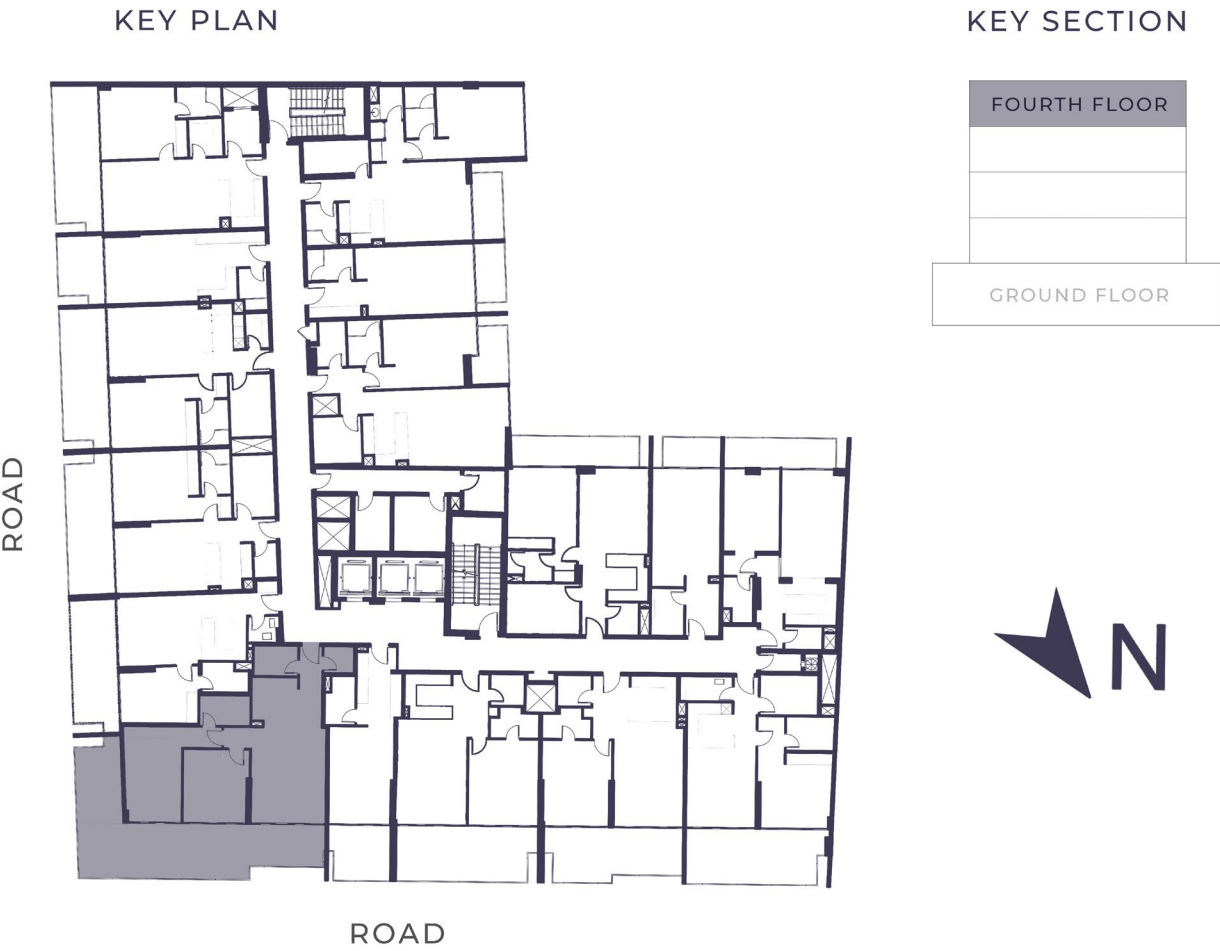 KEY PLAN
KEY SECTION
FOURTH FLOOR
GROUND FLOOR
ROAD
N
ROAD